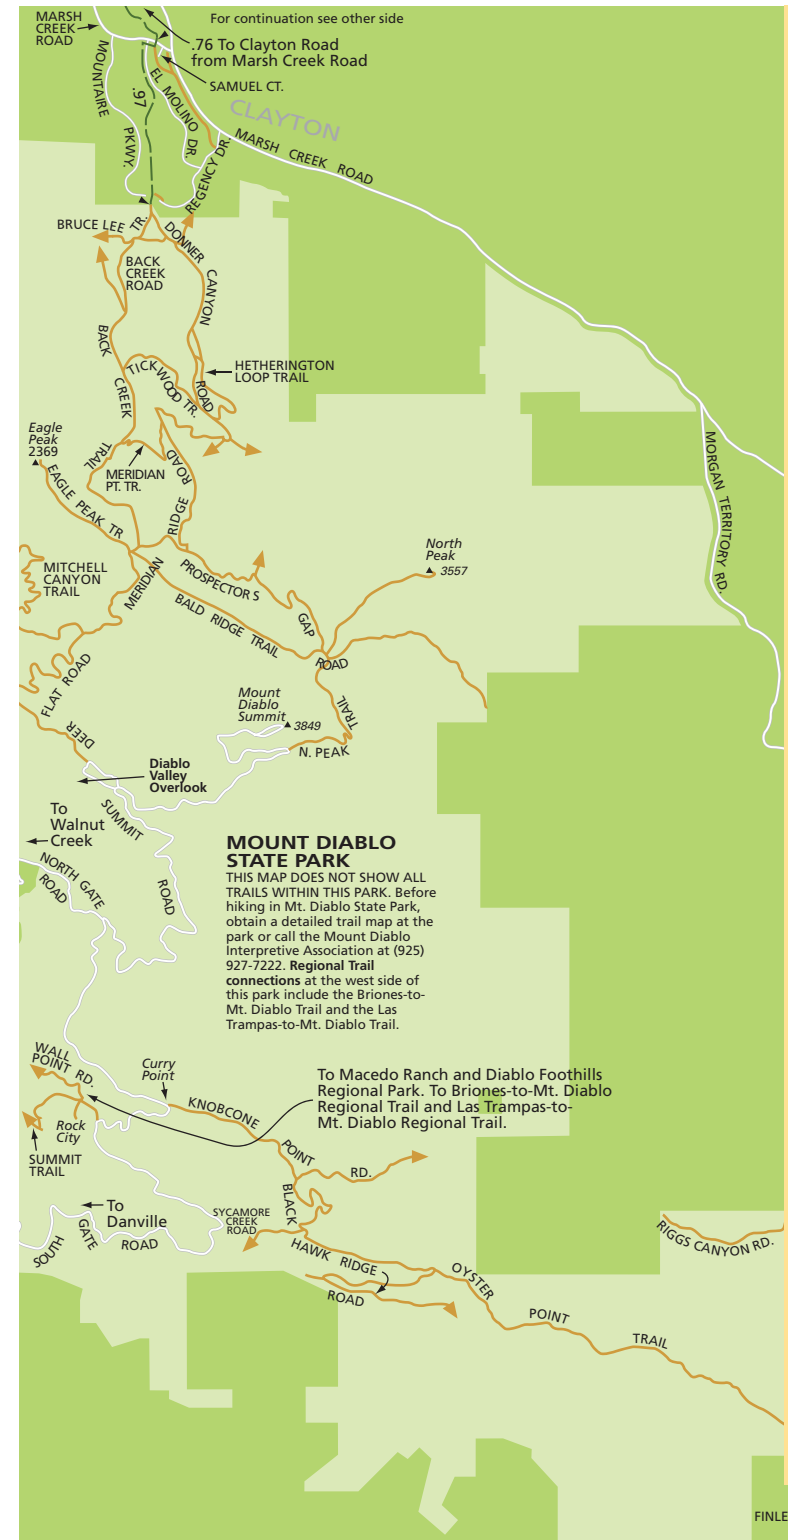 MARSH
CREEK
ROAD
For continuation see other side
.76 To Clayton Road
from Marsh Creek Road
SAMUEL CT.
MOUNTAIRE
PKWY.
.97
EL MOLINO DR.
CLAYTON
REGENCY DR.
MARSH CREEK ROAD
BRUCE LEE TR.
DONNER
CANYON
ROAD
BACK
CREEK
ROAD
BACK
CREEK
TRAIL
TICKWOOD TR.
HETHERINGTON
LOOP TRAIL
Eagle
Peak
2369
MERIDIAN
PT. TR.
EAGLE PEAK TR
RIDGE
ROAD
MORGAN TERRITORY RD.
MITCHELL
CANYON
TRAIL
MERIDIAN
PROSPECTORS
GAP
ROAD
North
Peak
3557
BALD RIDGE TRAIL
FLAT ROAD
DEER
Mount
Diablo
Summit
3849
TRAIL
N. PEAK
Diablo
Valley
Overlook
To
Walnut
Creek
SUMMIT
ROAD
NORTH GATE
ROAD
MOUNT DIABLO
STATE PARK
THIS MAP DOES NOT SHOW ALL
TRAILS WITHIN THIS PARK. Before
hiking in Mt. Diablo State Park,
obtain a detailed trail map at the
park or call the Mount Diablo
Interpretive Association at (925)
927-7222. Regional Trail
connections at the west side of
this park include the Briones-to-
Mt. Diablo Trail and the Las
Trampas-to-Mt. Diablo Trail.
WALL
POINT RD.
Curry
Point
KNOBCONE
POINT
RD.
To Macedo Ranch and Diablo Foothills
Regional Park. To Briones-to-Mt. Diablo
Regional Trail and Las Trampas-to-
Mt. Diablo Regional Trail.
Rock
City
SUMMIT
TRAIL
BLACK
To
Danville
SYCAMORE
CREEK
ROAD
SOUTH
GATE
ROAD
HAWK RIDGE
ROAD
OYSTER
POINT
TRAIL
RIGGS CANYON RD.
FINLE